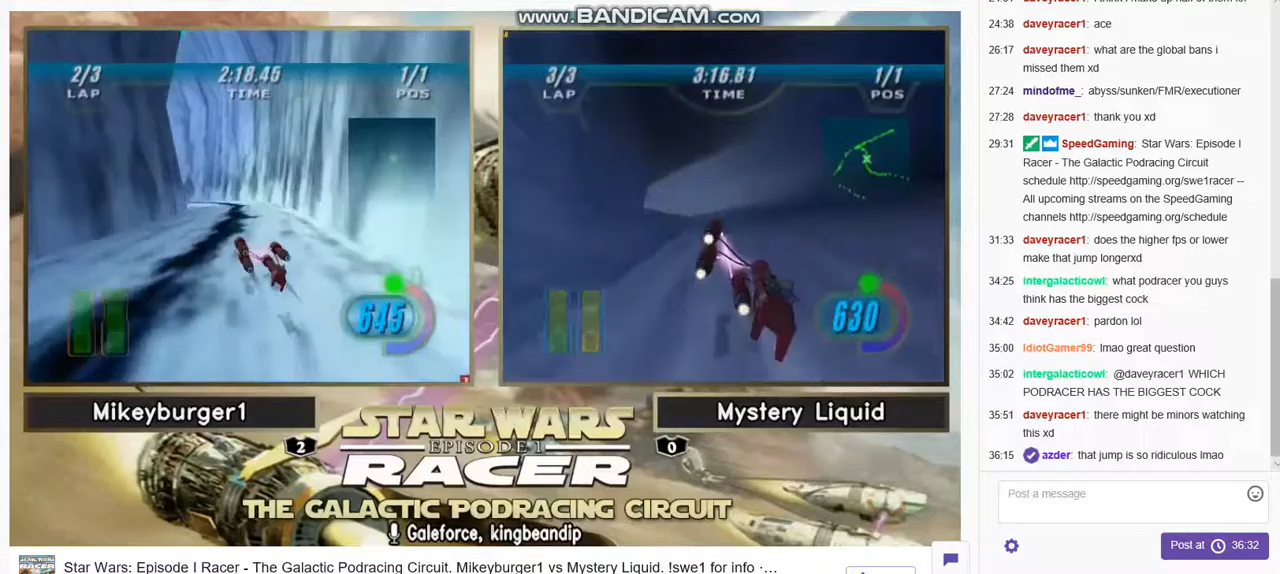 www.BANDICAM.com
2/3
LAP
2:18.45
TIME
1/1
POS
645
3/3
LAP
3:16.81
TIME
1/1
POS
630
Mikeyburger1
2
Mystery Liquid
0
STAR WARS
EPISODE I
RACER
THE GALACTIC PODRACING CIRCUIT
Galeforce, kingbeandip
Star Wars: Episode I Racer - The Galactic Podracing Circuit. Mikeyburger1 vs Mystery Liquid. !swe1 for info ·...
24:38 daveyracer1: ace
26:17 daveyracer1: what are the global bans i
missed them xd
27:24 mindofme_: abyss/sunken/FMR/executioner
27:28 daveyracer1: thank you xd
29:31 SpeedGaming: Star Wars: Episode I
Racer - The Galactic Podracing Circuit
schedule http://speedgaming.org/swe1racer --
All upcoming streams on the SpeedGaming
channels http://speedgaming.org/schedule
31:33 daveyracer1: does the higher fps or lower
make that jump longerxd
34:25 intergalacticowl: what podracer you guys
think has the biggest cock
34:42 daveyracer1: pardon lol
35:00 IdiotGamer99: lmao great question
35:02 intergalacticowl: @daveyracer1 WHICH
PODRACER HAS THE BIGGEST COCK
35:51 daveyracer1: there might be minors watching
this xd
36:15 azder: that jump is so ridiculous lmao
Post a message
Post at 36:32